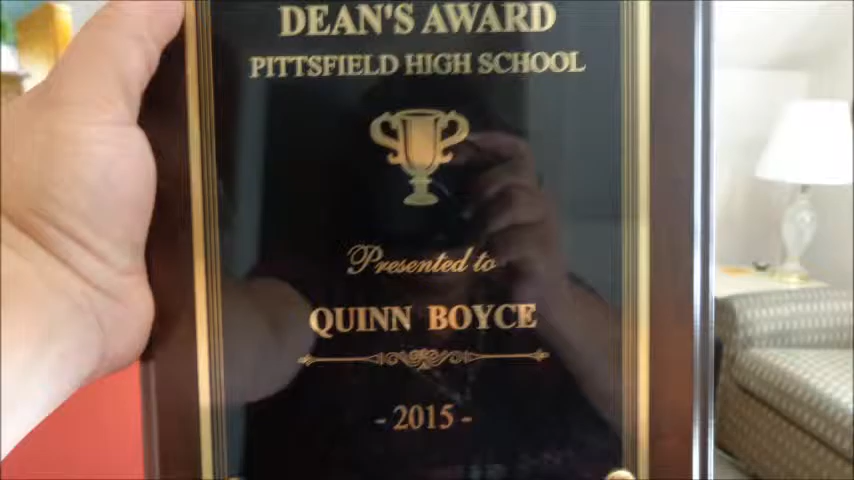 DEAN'S AWARD
PITTSFIELD HIGH SCHOOL
Presented to
QUINN BOYCE
- 2015 -